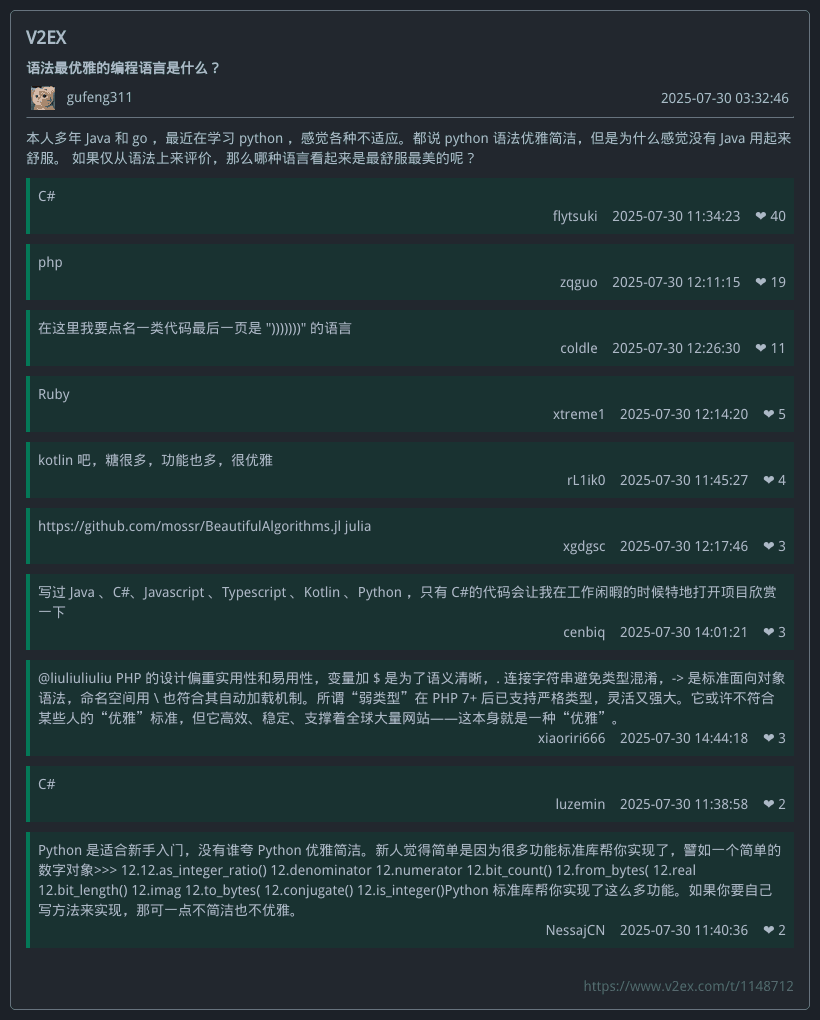 V2EX
语法最优雅的编程语言是什么？
gufeng311 2025-07-30 03:32:46
本人多年 Java 和 go ，最近在学习 python ，感觉各种不适应。都说 python 语法优雅简洁，但是为什么感觉没有 Java 用起来
舒服。 如果仅从语法上来评价，那么哪种语言看起来是最舒服最美的呢？
C#
flytsuki 2025-07-30 11:34:23 ❤ 40
php
zqguo 2025-07-30 12:11:15 ❤ 19
在这里我要点名一类代码最后一页是 ")))))))" 的语言
coldle 2025-07-30 12:26:30 ❤ 11
Ruby
xtreme1 2025-07-30 12:14:20 ❤ 5
kotlin 吧，糖很多，功能也多，很优雅
rL1ik0 2025-07-30 11:45:27 ❤ 4
https://github.com/mossr/BeautifulAlgorithms.jl julia
xgdgsc 2025-07-30 12:17:46 ❤ 3
写过 Java 、C#、Javascript 、Typescript 、Kotlin 、Python ，只有 C#的代码会让我在工作闲暇的时候特地打开项目欣赏
一下
cenbiq 2025-07-30 14:01:21 ❤ 3
@liuliuliuliu PHP 的设计偏重实用性和易用性，变量加 $ 是为了语义清晰，. 连接字符串避免类型混淆，-> 是标准面向对象
语法，命名空间用 \ 也符合其自动加载机制。所谓“弱类型”在 PHP 7+ 后已支持严格类型，灵活又强大。它或许不符合
某些人的“优雅”标准，但它高效、稳定、支撑着全球大量网站——这本身就是一种“优雅”。
xiaoriri666 2025-07-30 14:44:18 ❤ 3
C#
luzemin 2025-07-30 11:38:58 ❤ 2
Python 是适合新手入门，没有谁夸 Python 优雅简洁。新人觉得简单是因为很多功能标准库帮你实现了，譬如一个简单的
数字对象>>> 12.12.as_integer_ratio() 12.denominator 12.numerator 12.bit_count() 12.from_bytes( 12.real
12.bit_length() 12.imag 12.to_bytes( 12.conjugate() 12.is_integer()Python 标准库帮你实现了这么多功能。如果你要自己
写方法来实现，那可一点不简洁也不优雅。
NessajCN 2025-07-30 11:40:36 ❤ 2
https://www.v2ex.com/t/1148712